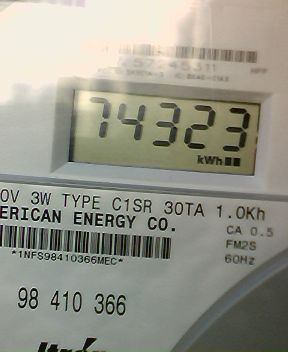 74323
kWh
0V 3W TYPE C1SR 30TA 1.0Kh
ERICAN ENERGY CO.
CA 0.5
FM2S
*1NFS98410366MEC*
60Hz
98 410 366
Itrón